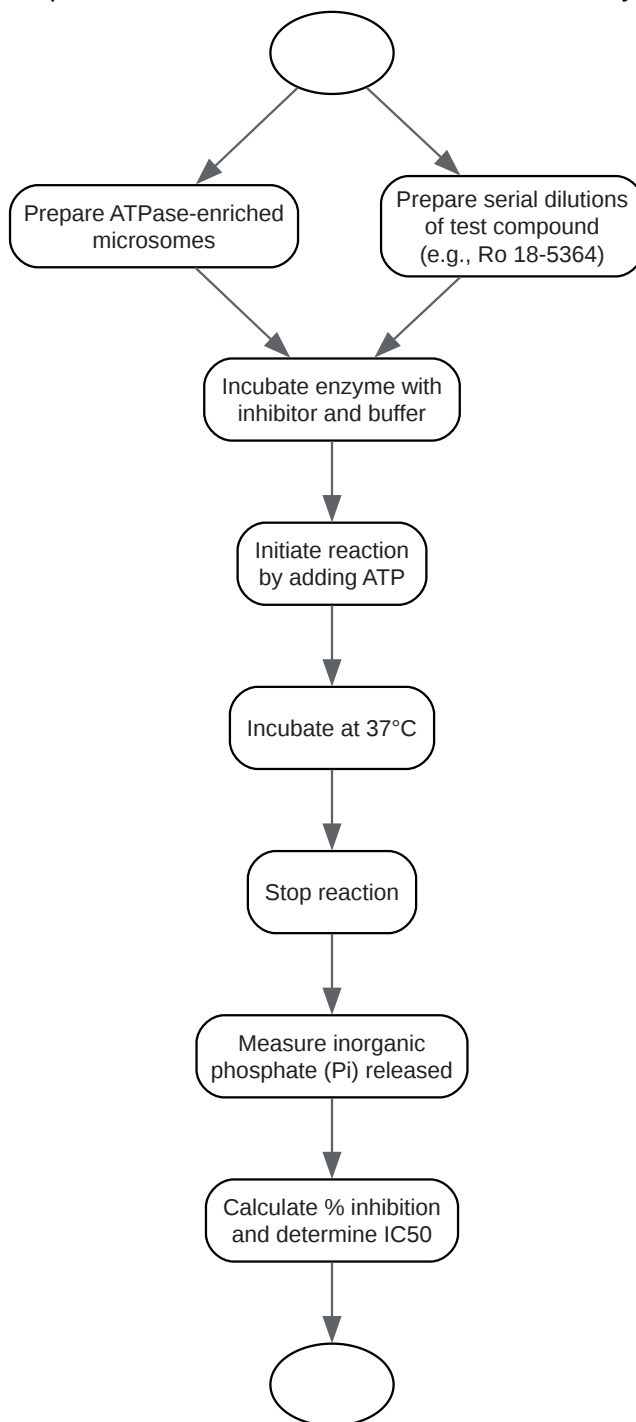 Prepare ATPase-enriched
microsomes
Prepare serial dilutions
of test compound
(e.g., Ro 18-5364)
Incubate enzyme with
inhibitor and buffer
Initiate reaction
by adding ATP
Incubate at 37°C
Stop reaction
Measure inorganic
phosphate (Pi) released
Calculate % inhibition
and determine IC50